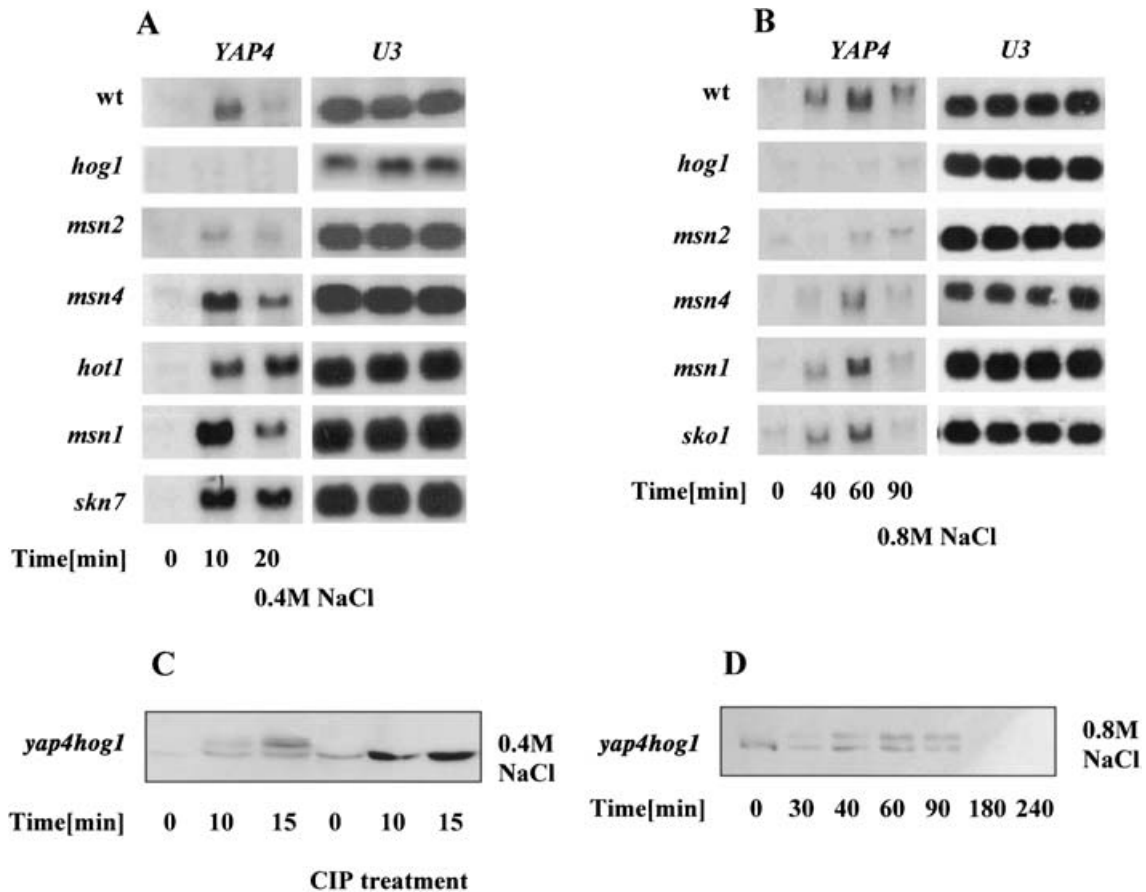 A
YAP4 U3
wt
hog1
msn2
msn4
hot1
msn1
skn7
Time[min] 0 10 20
0.4M NaCl
B
YAP4 U3
wt
hog1
msn2
msn4
msn1
sko1
Time[min] 0 40 60 90
0.8M NaCl
C
yap4hog1
0.4M
NaCl
Time[min] 0 10 15 0 10 15
CIP treatment
D
yap4hog1
0.8M
NaCl
Time[min] 0 30 40 60 90 180 240